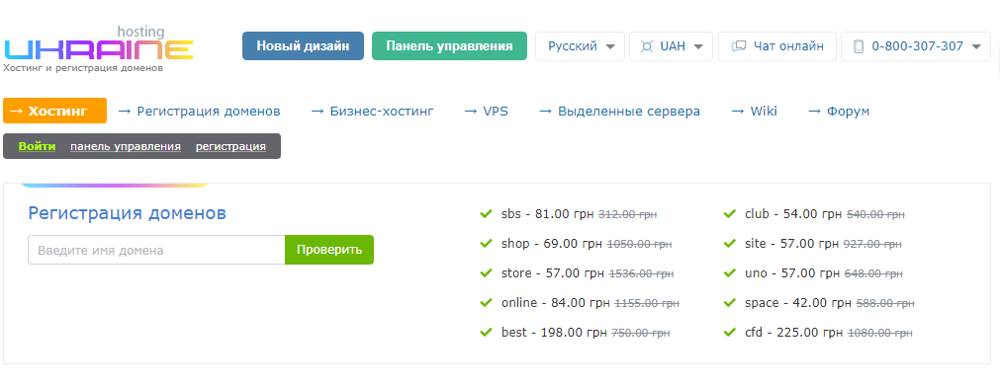 hosting
UKRAINE
Хостинг и регистрация доменов
Новый дизайн
Панель управления
Русский
UAH
Чат онлайн
0-800-307-307
→ Хостинг → Регистрация доменов → Бизнес-хостинг → VPS → Выделенные сервера → Wiki → Форум
Войти панель управления регистрация
Регистрация доменов
Введите имя домена
Проверить
sbs - 81.00 грн 312.00 грн
shop - 69.00 грн 1050.00 грн
store - 57.00 грн 1536.00 грн
online - 84.00 грн 1155.00 грн
best - 198.00 грн 750.00 грн
club - 54.00 грн 540.00 грн
site - 57.00 грн 927.00 грн
uno - 57.00 грн 648.00 грн
space - 42.00 грн 588.00 грн
cfd - 225.00 грн 1080.00 грн